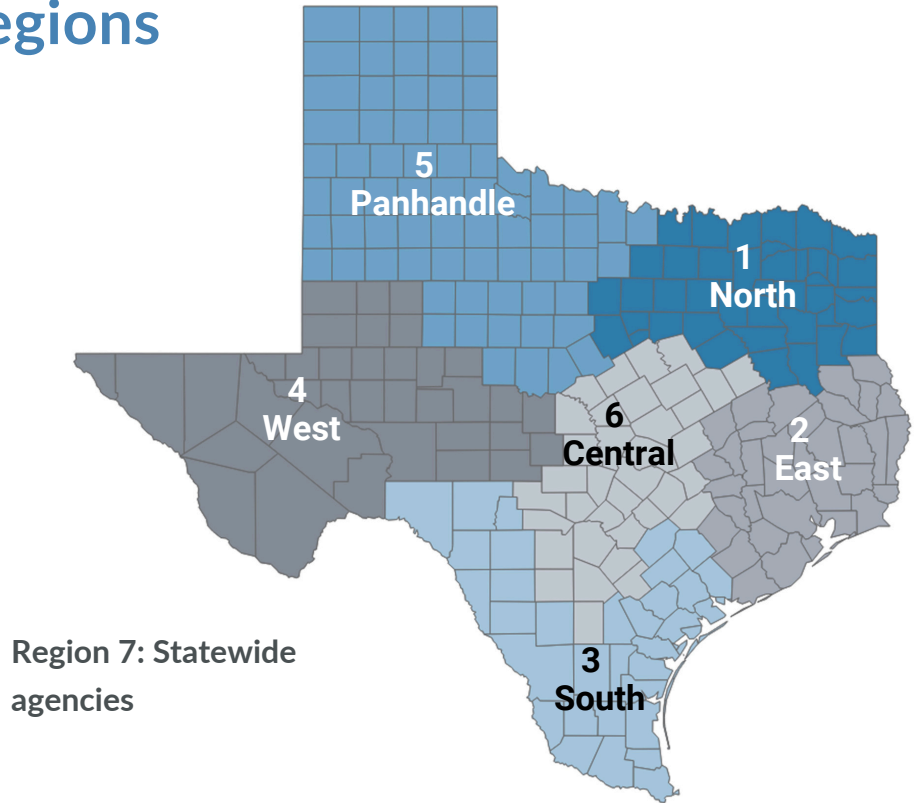 egions
5
Panhandle
1
North
4
West
6
Central
2
East
Region 7: Statewide
agencies
3
South